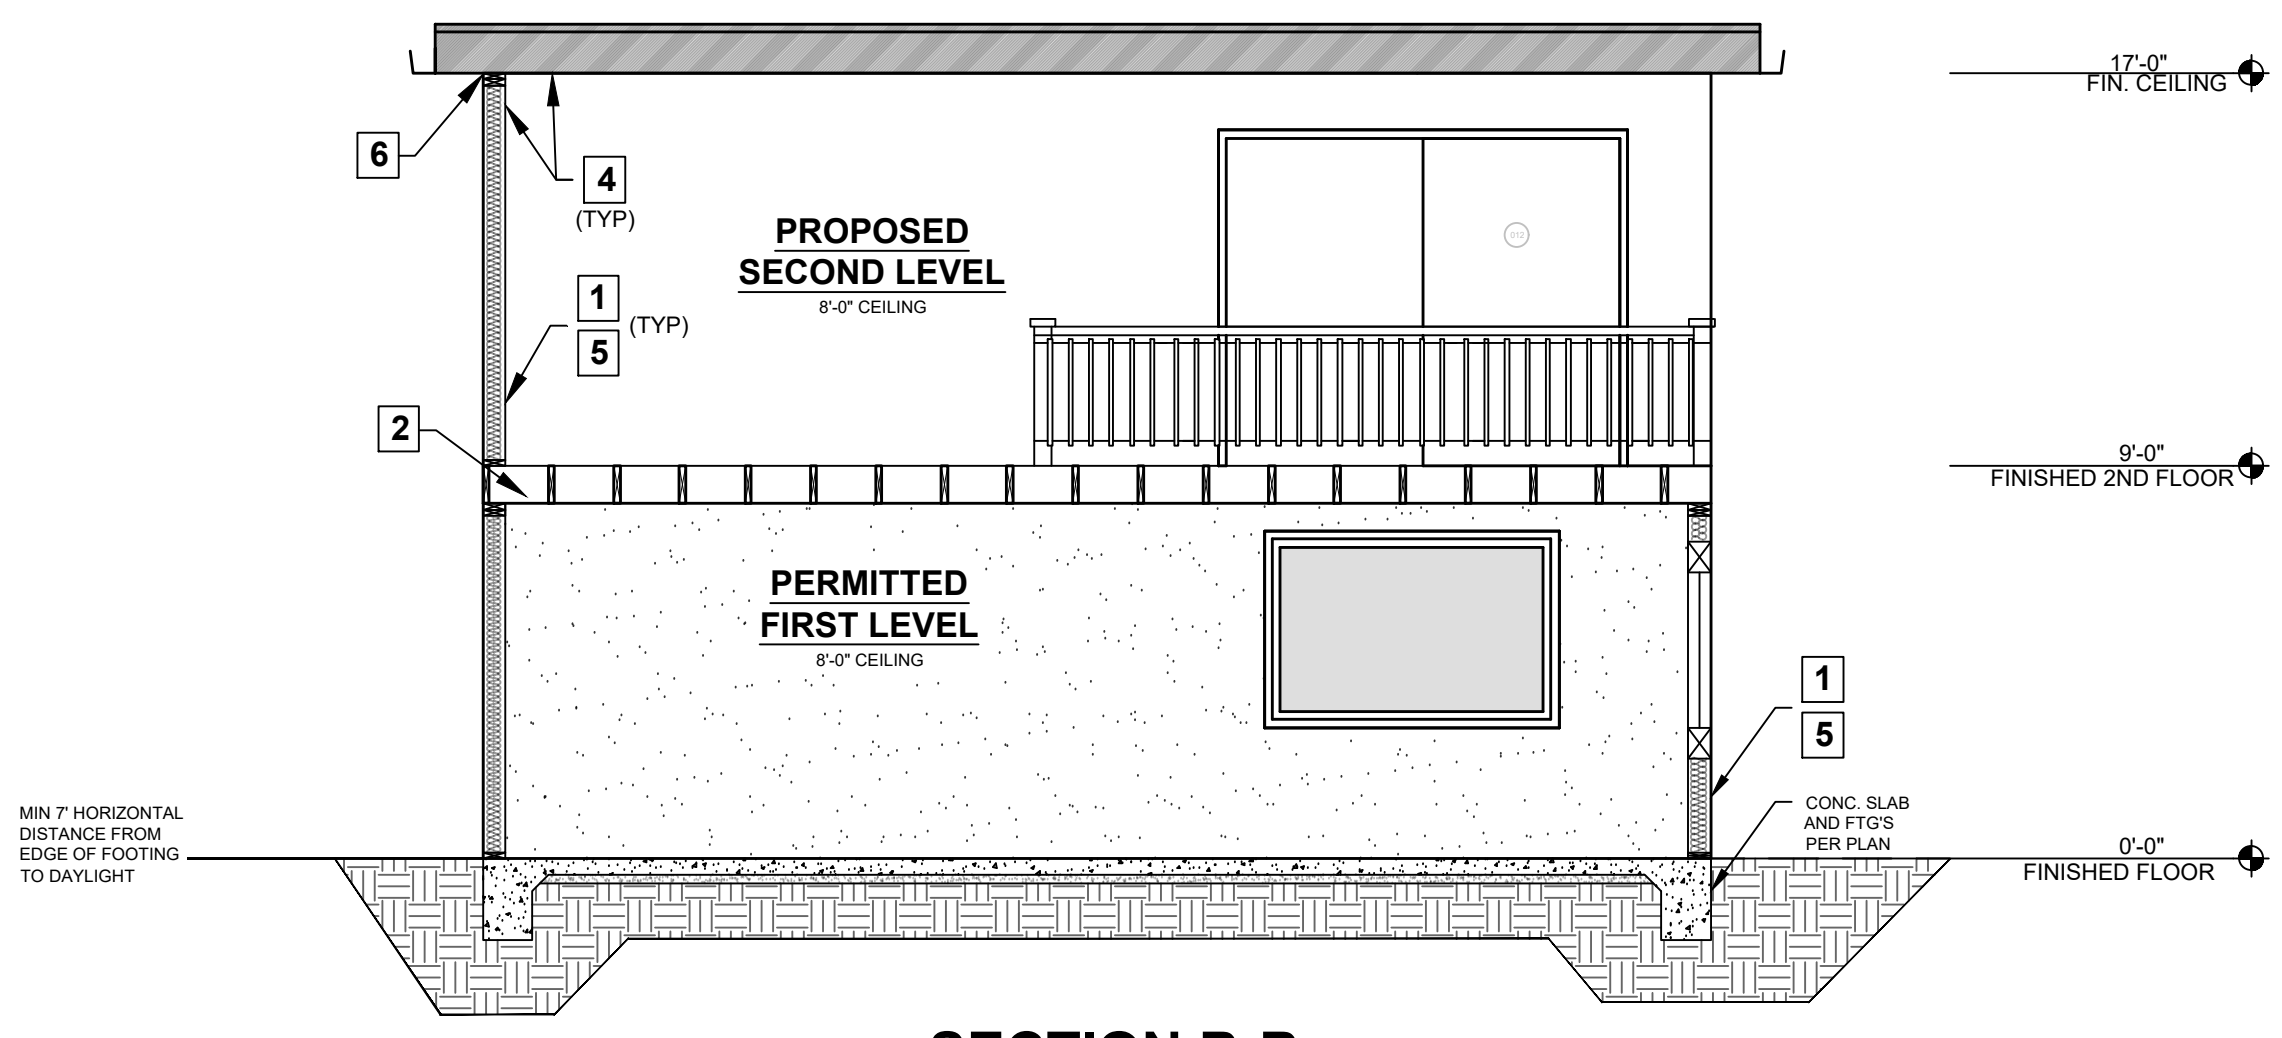 17'-0"
FIN. CEILING
6
4
(TYP)
PROPOSED
SECOND LEVEL
8'-0" CEILING
012
1
(TYP)
5
2
9'-0"
FINISHED 2ND FLOOR
PERMITTED
FIRST LEVEL
8'-0" CEILING
1
5
MIN 7' HORIZONTAL
DISTANCE FROM
EDGE OF FOOTING
TO DAYLIGHT
CONC. SLAB
AND FTG'S
PER PLAN
0'-0"
FINISHED FLOOR
SECTION B-B